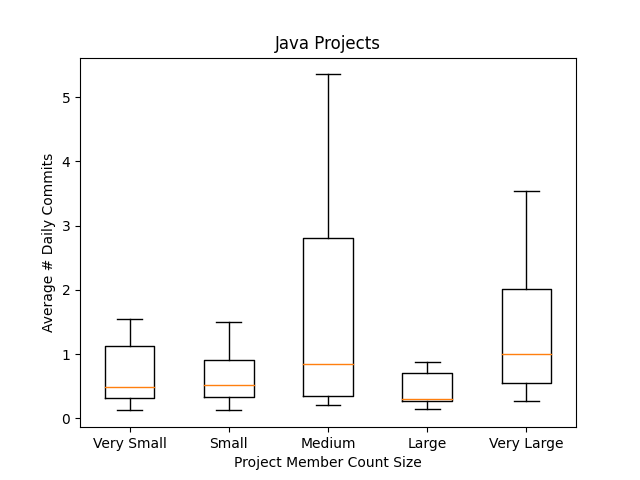 Java Projects
Average # Daily Commits
5
4
3
2
1
0
Very Small
Small
Medium
Large
Very Large
Project Member Count Size